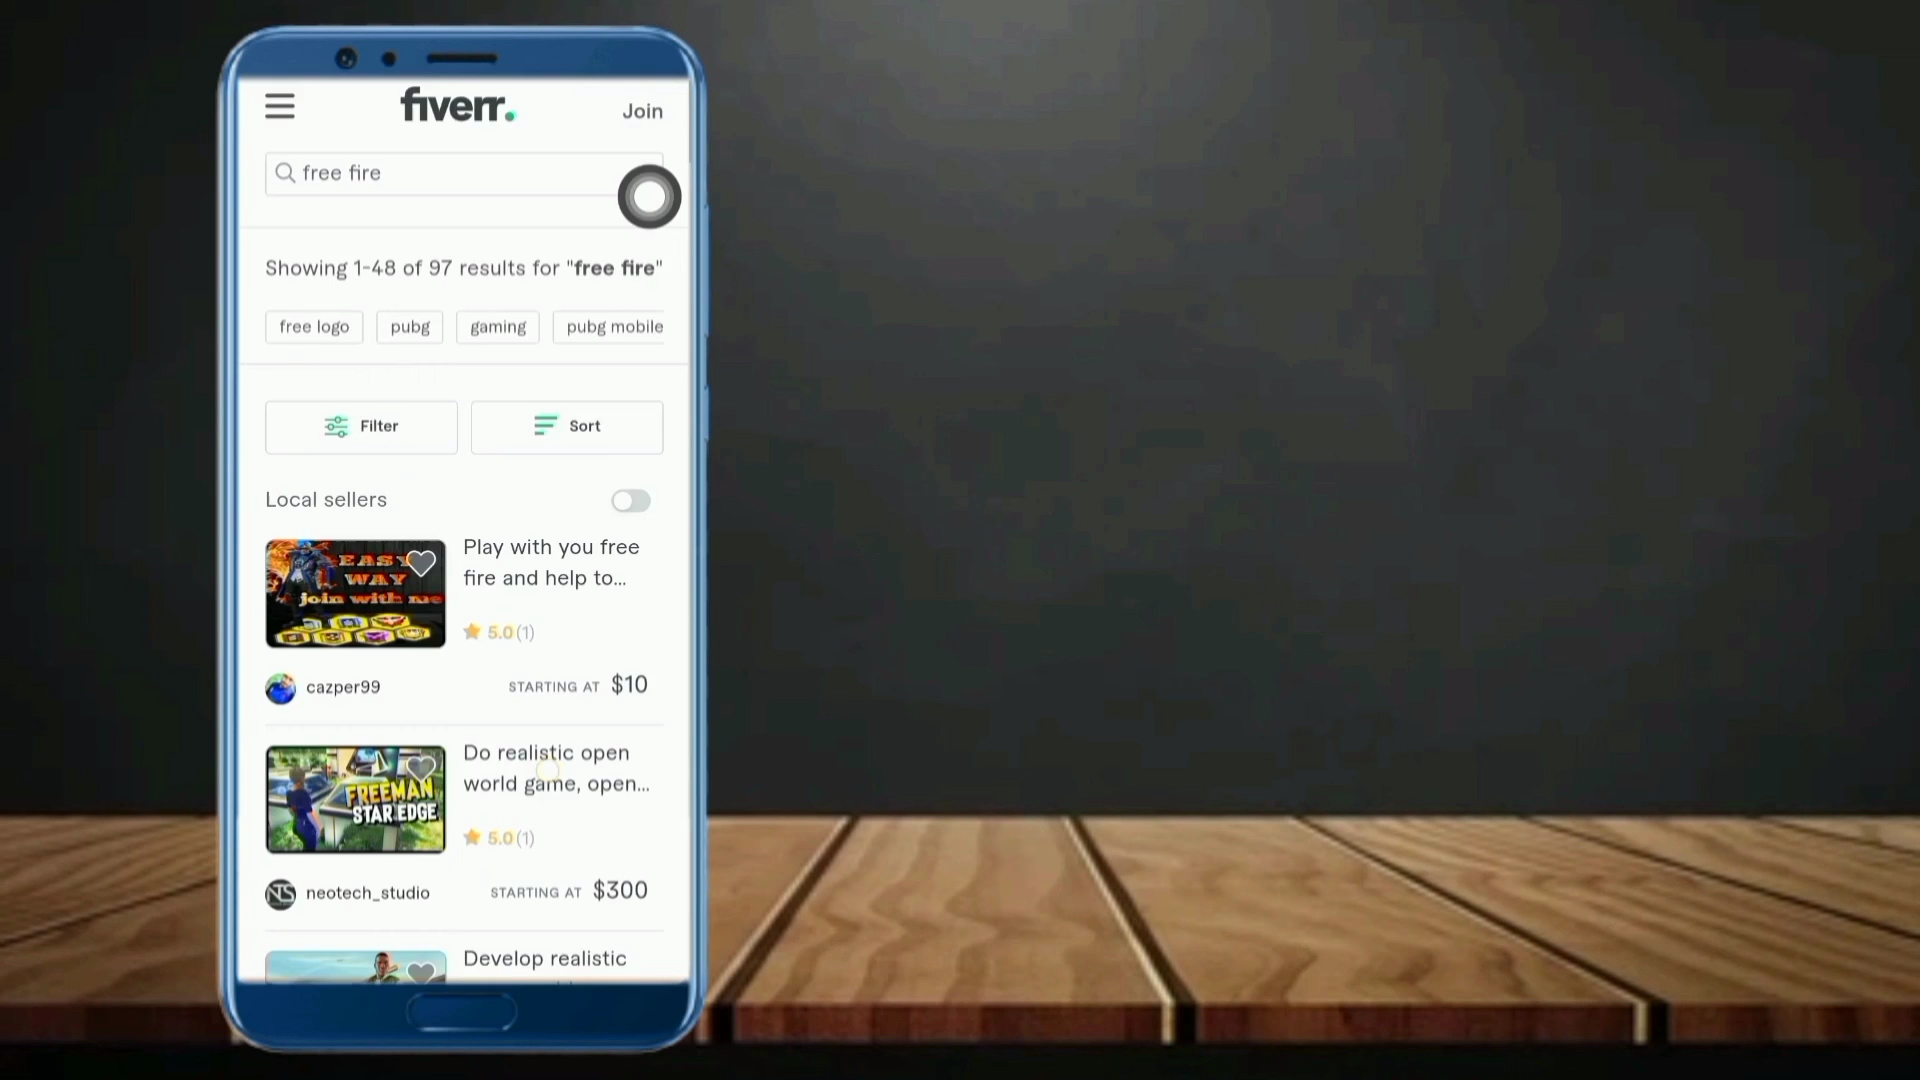 fiverr.
Join
free fire
Showing 1-48 of 97 results for "free fire"
free logo
pubg
gaming
pubg mobile
Filter
Sort
Local sellers
EASY
WAY
join with me
Play with you free
fire and help to...
5.0(1)
cazper99
STARTING AT $10
FREEMAN
STAR EDGE
Do realistic open
world game, open...
5.0(1)
NTS
neotech_studio
STARTING AT $300
Develop realistic